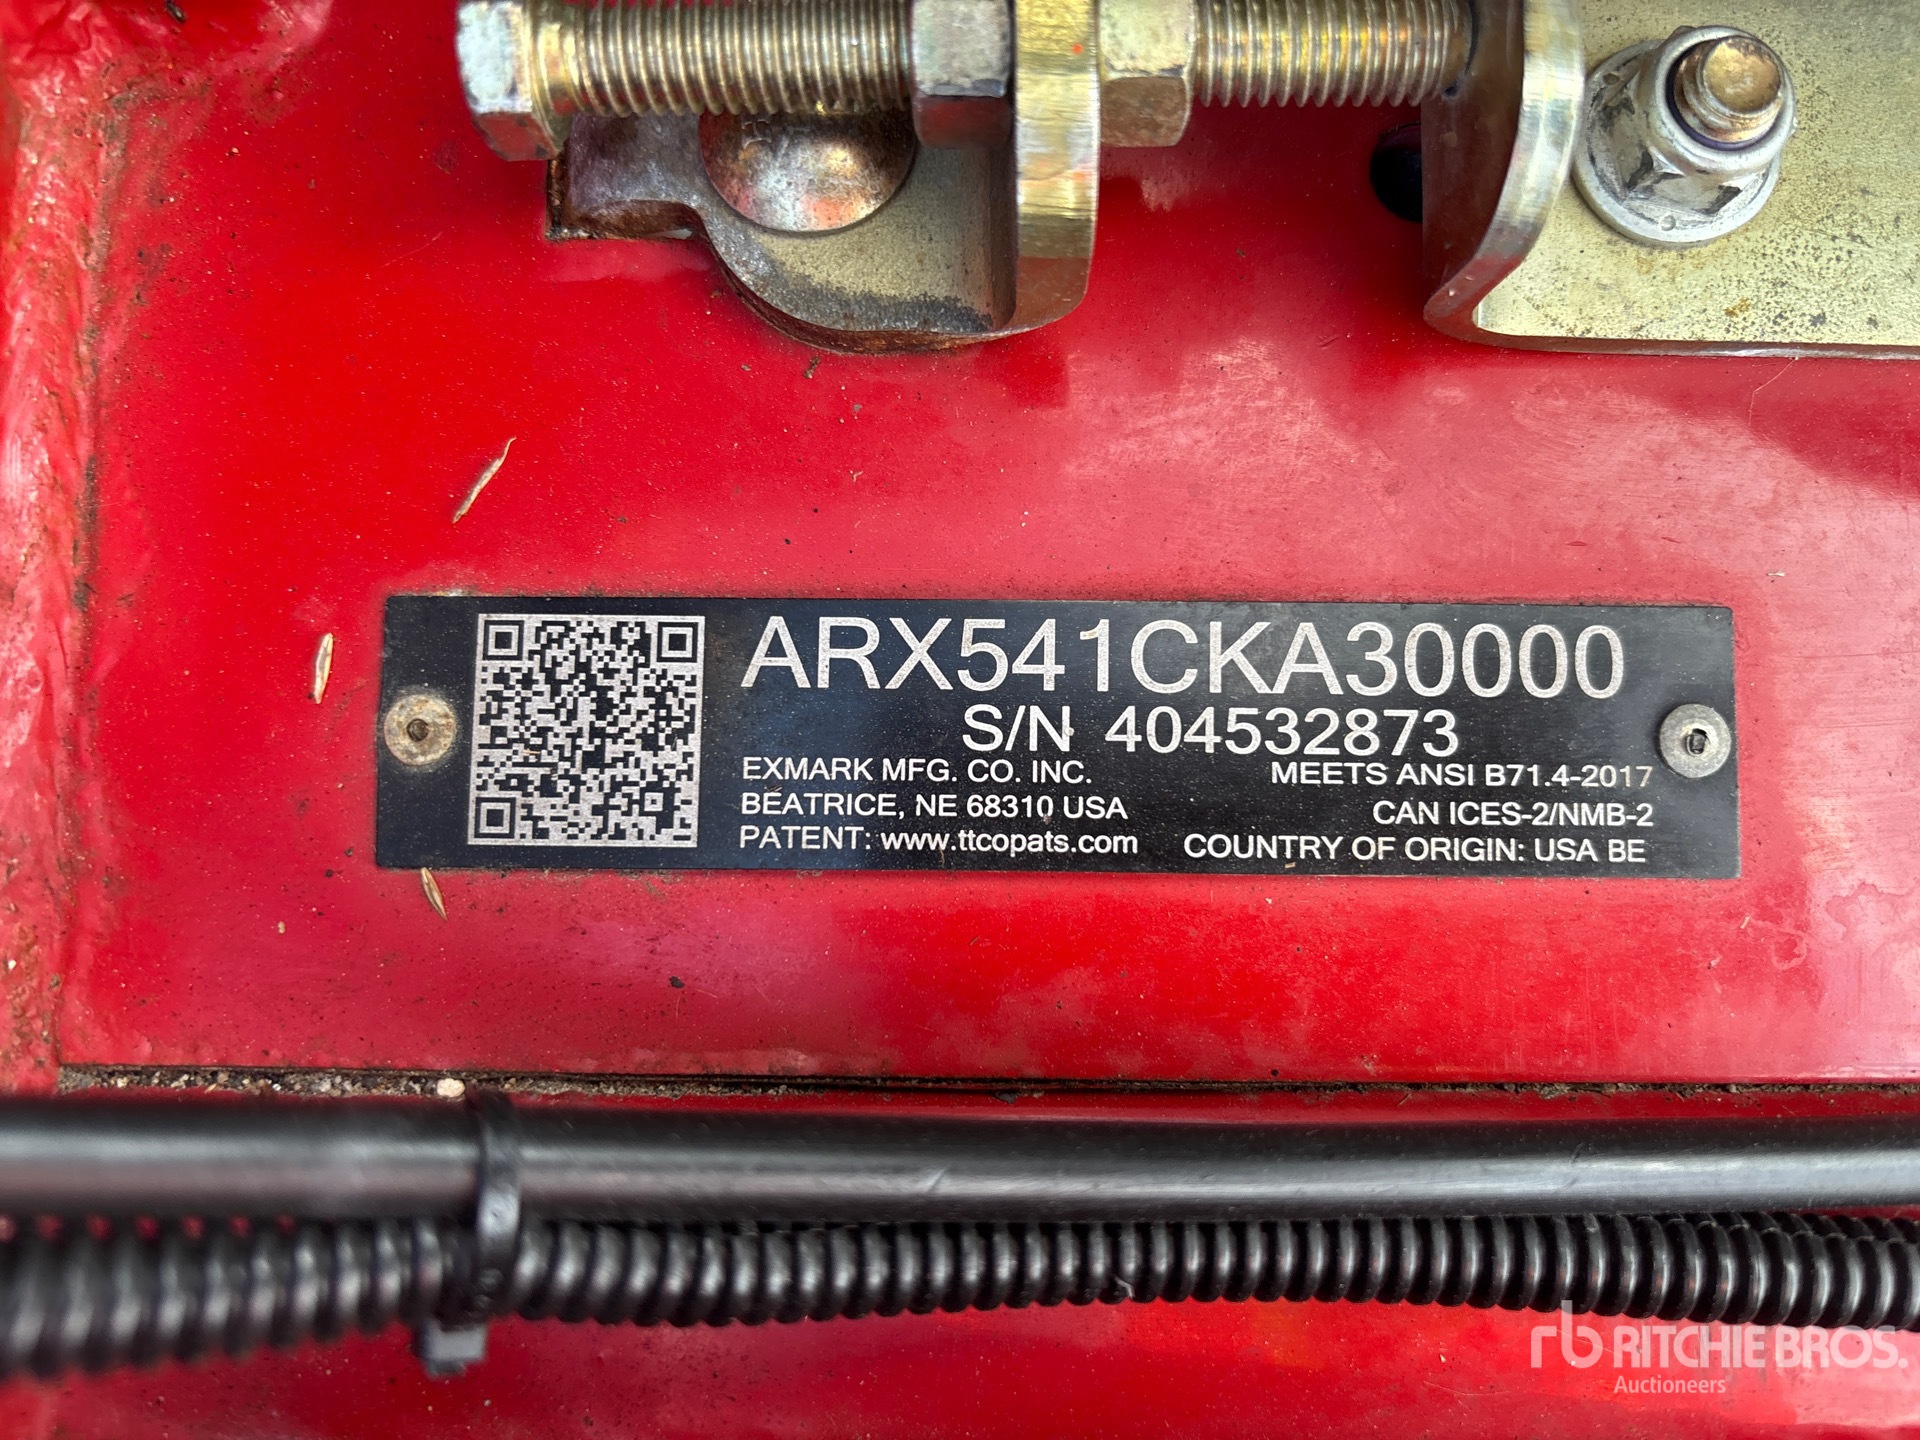 ARX541CKA30000
S/N 404532873
EXMARK MFG. CO. INC.
BEATRICE, NE 68310 USA
PATENT: www.ttcopats.com
MEETS ANSI B71.4-2017
CAN ICES-2/NMB-2
COUNTRY OF ORIGIN: USA BE
rb RITCHIE BROS.
Auctioneers